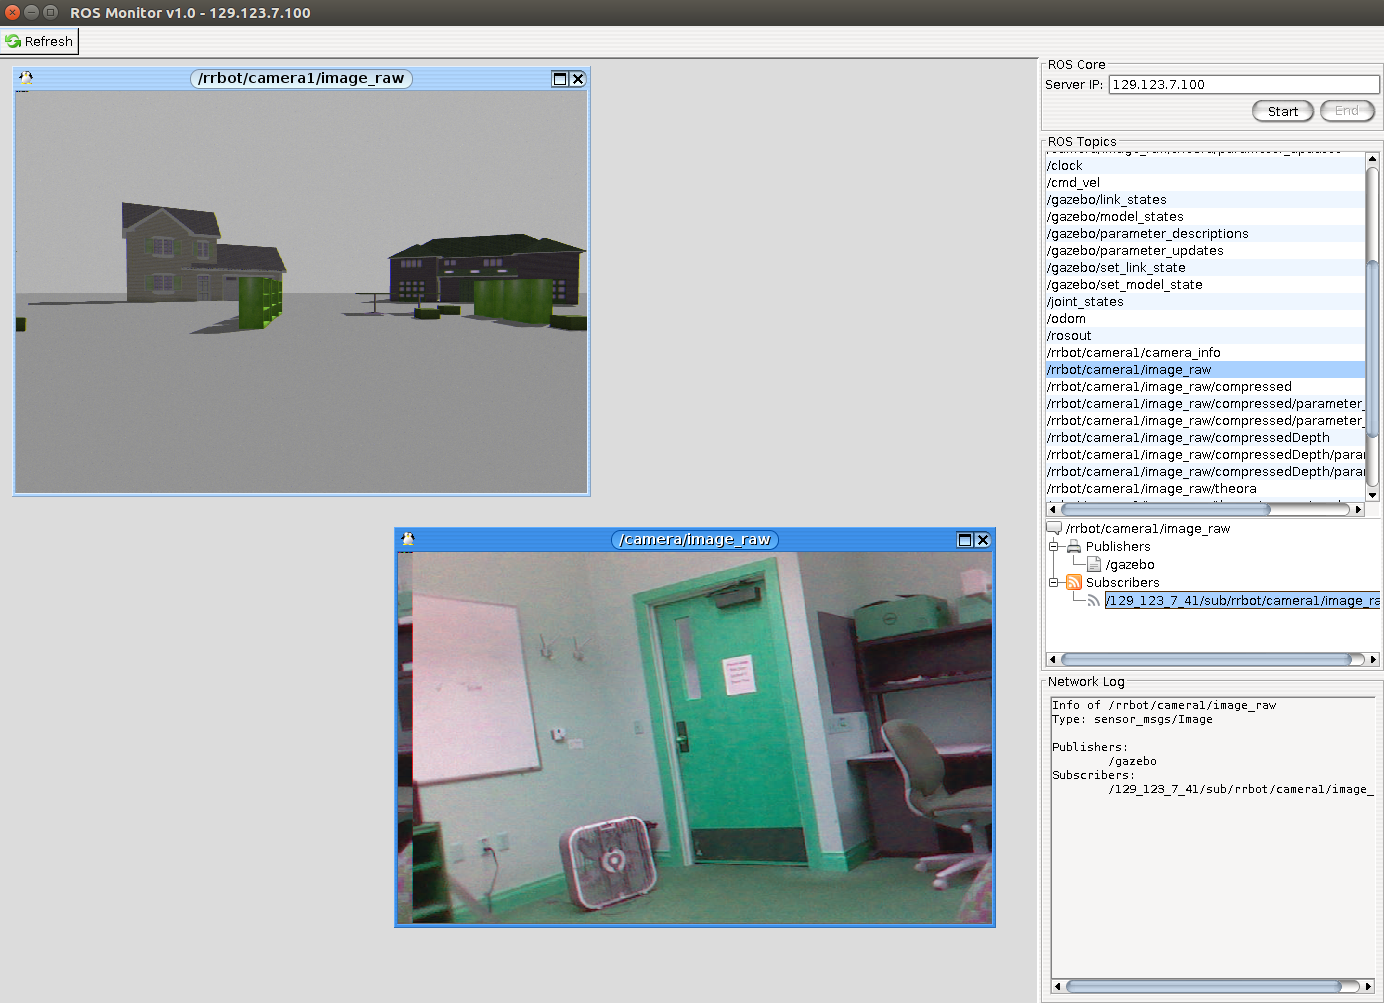 ROS Monitor v1.0 - 129.123.7.100
Refresh
/rrbot/camera1/image_raw
/camera/image_raw
ROS Core
Server IP:
129.123.7.100
Start
End
ROS Topics
/clock
/cmd_vel
/gazebo/link_states
/gazebo/model_states
/gazebo/parameter_descriptions
/gazebo/parameter_updates
/gazebo/set_link_state
/gazebo/set_model_state
/joint_states
/odom
/rosout
/rrbot/camera1/camera_info
/rrbot/camera1/image_raw
/rrbot/camera1/image_raw/compressed
/rrbot/camera1/image_raw/compressed/parameter_
/rrbot/camera1/image_raw/compressed/parameter_
/rrbot/camera1/image_raw/compressedDepth
/rrbot/camera1/image_raw/compressedDepth/para
/rrbot/camera1/image_raw/compressedDepth/para
/rrbot/camera1/image_raw/theora
/rrbot/camera1/image_raw
Publishers
/gazebo
Subscribers
/129_123_7_41/sub/rrbot/camera1/image_ra
Network Log
Info of /rrbot/camera1/image_raw
Type: sensor_msgs/Image
Publishers:
/gazebo
Subscribers:
/129_123_7_41/sub/rrbot/camera1/image_